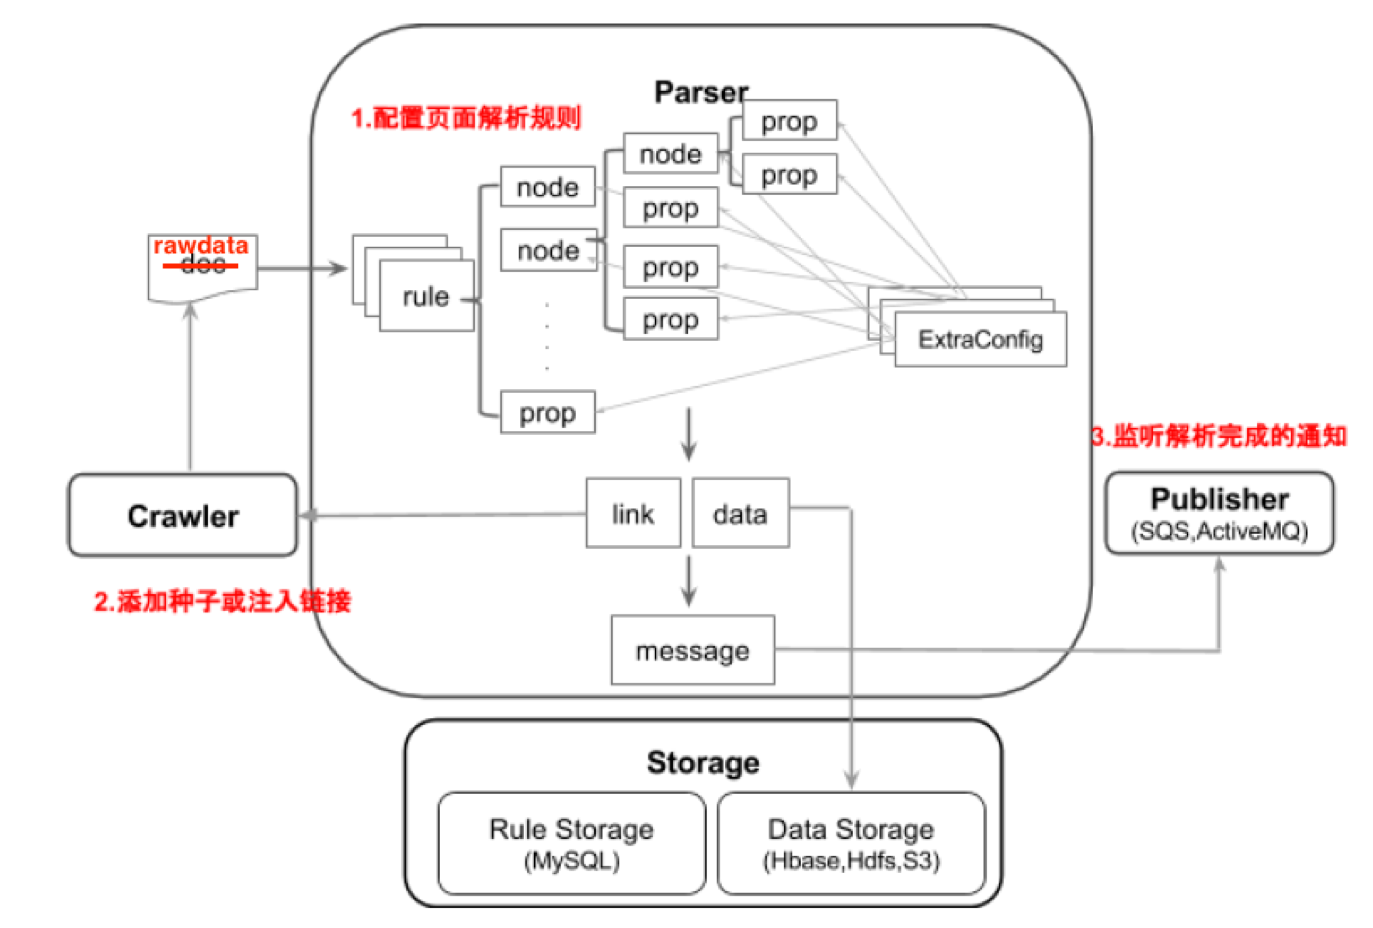 Parser
1.配置页面解析规则
prop
node
prop
node
prop
rawdata
doc
node
prop
rule
prop
ExtraConfig
prop
3.监听解析完成的通知
Crawler
link
data
Publisher
(SQS,ActiveMQ)
2.添加种子或注入链接
message
Storage
Rule Storage
(MySQL)
Data Storage
(Hbase,Hdfs,S3)